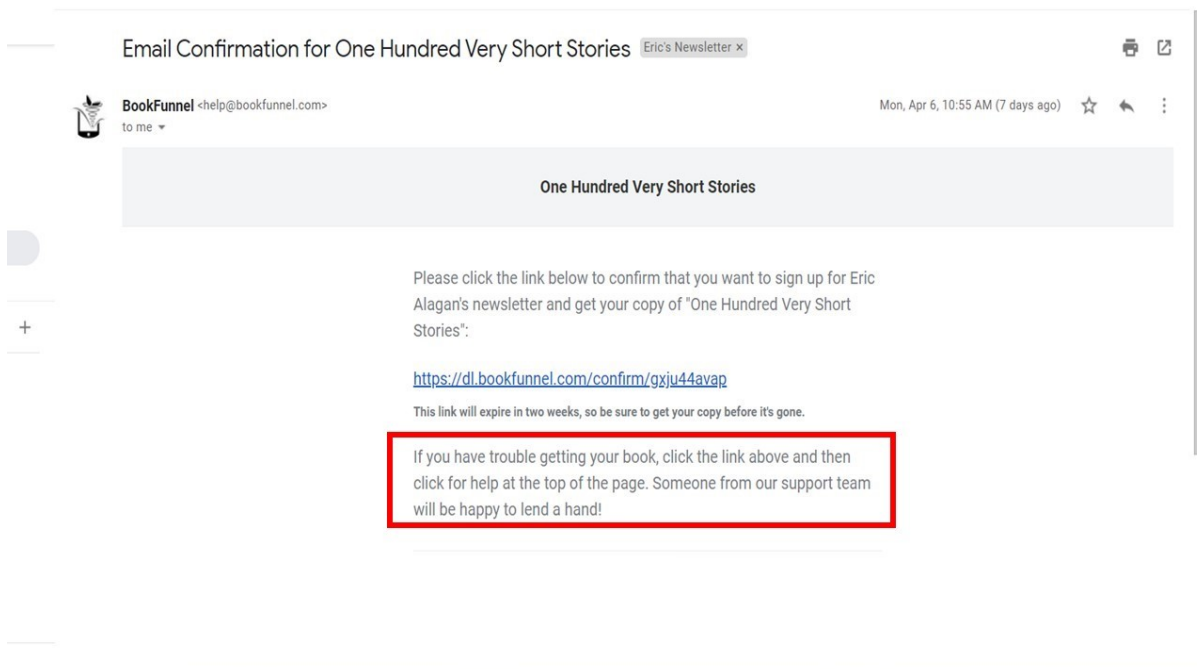 Email Confirmation for One Hundred Very Short Stories Eric's Newsletter ×
BookFunnel <help@bookfunnel.com> Mon, Apr 6, 10:55 AM (7 days ago)
to me
One Hundred Very Short Stories
Please click the link below to confirm that you want to sign up for Eric
Alagan's newsletter and get your copy of "One Hundred Very Short
Stories":
https://dl.bookfunnel.com/confirm/gxju44avap
This link will expire in two weeks, so be sure to get your copy before it's gone.
If you have trouble getting your book, click the link above and then
click for help at the top of the page. Someone from our support team
will be happy to lend a hand!